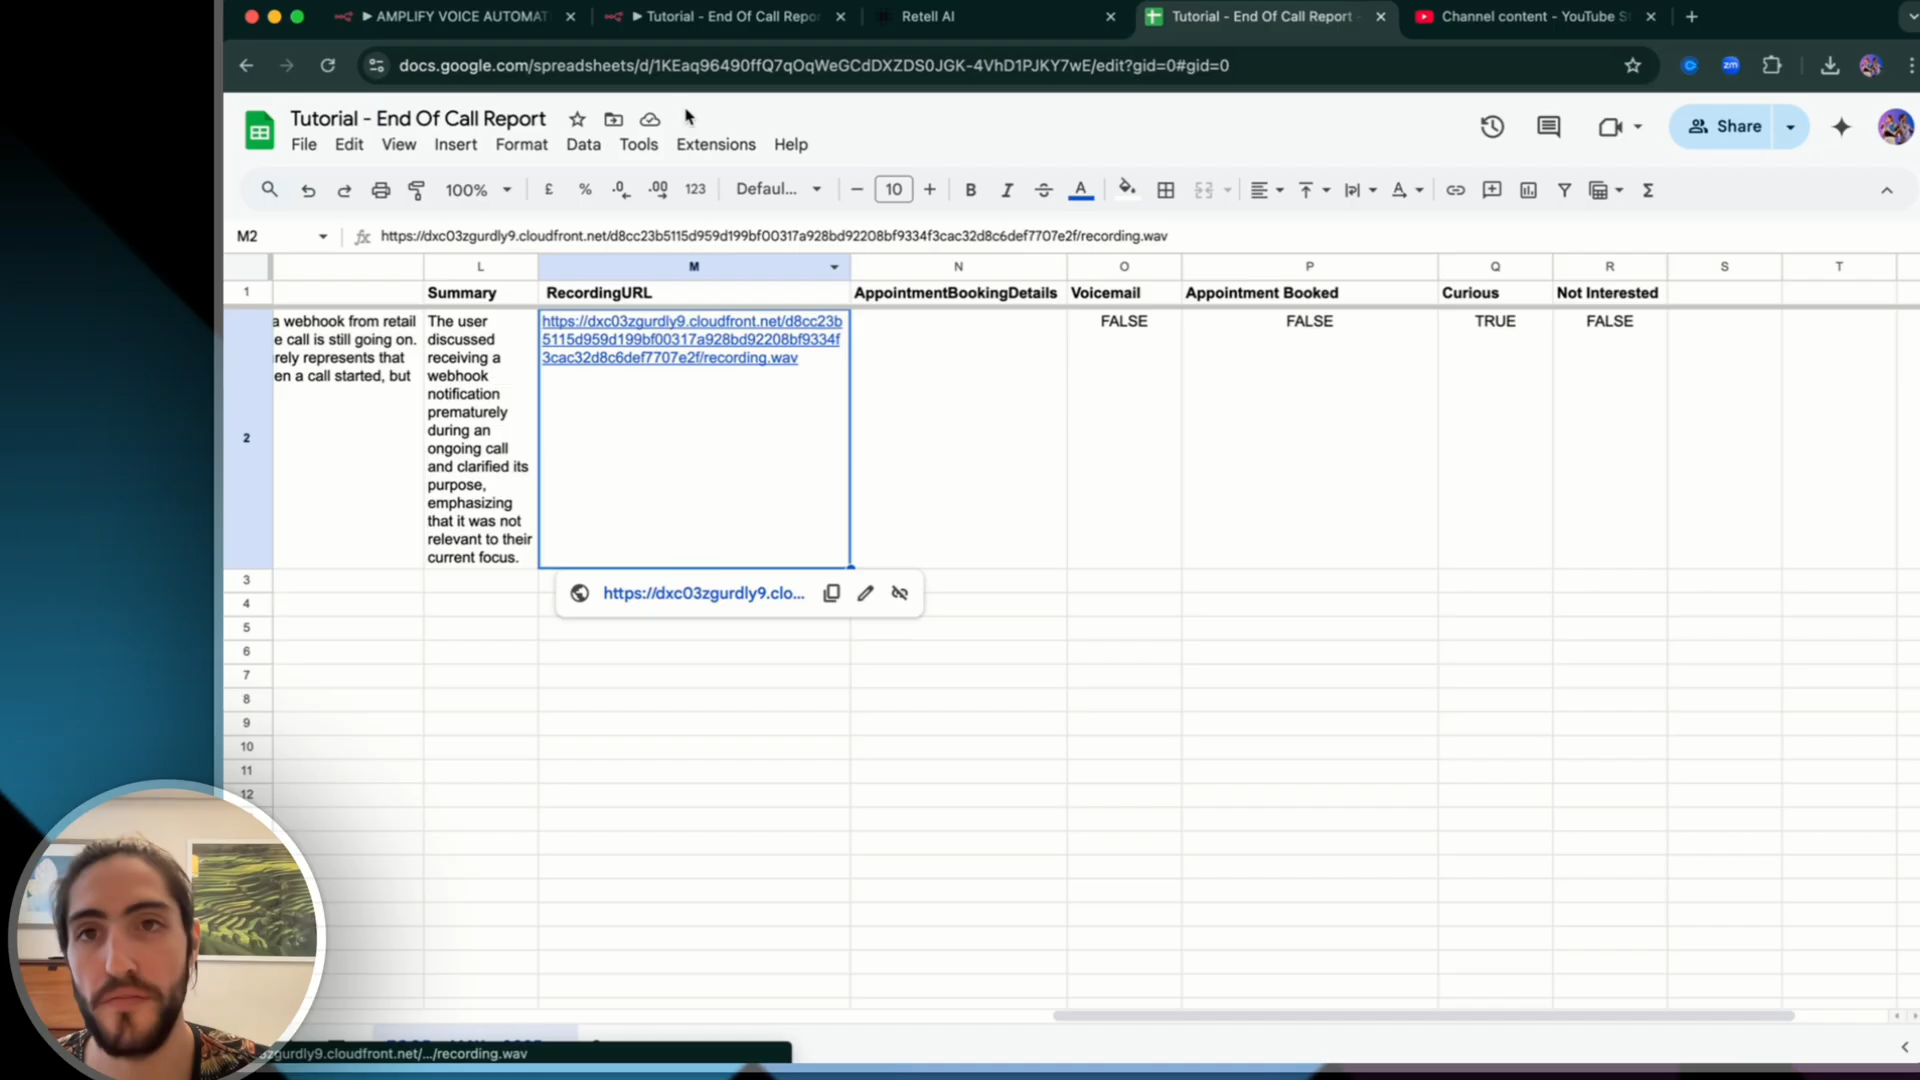 AMPLIFY VOICE AUTOMAT
Tutorial - End Of Call Repor
Retell AI
Tutorial - End Of Call Report -
Channel content - YouTube S
docs.google.com/spreadsheets/d/1KEaq96490ffQ7qOqWeGCdDXZDS0JGK-4VhD1PJKY7wE/edit?gid=0#gid=0
zm
Tutorial - End Of Call Report
File Edit View Insert Format Data Tools Extensions Help
Share
100% £ % .0 .00 123 Defaul... 10 B I A
M2 fx https://dxc03zgurdly9.cloudfront.net/d8cc23b5115d959d199bf00317a928bd92208bf9334f3cac32d8c6def7707e2f/recording.wav
L M N O P Q R S T
1 Summary RecordingURL AppointmentBookingDetails Voicemail Appointment Booked Curious Not Interested
2
a webhook from retail
e call is still going on.
rely represents that
en a call started, but
The user
discussed
receiving a
webhook
notification
prematurely
during an
ongoing call
and clarified its
purpose,
emphasizing
that it was not
relevant to their
current focus.
https://dxc03zgurdly9.cloudfront.net/d8cc23b
5115d959d199bf00317a928bd92208bf9334f
3cac32d8c6def7707e2f/recording.wav
FALSE FALSE TRUE FALSE
https://dxc03zgurdly9.clo...
3
4
5
6
7
8
9
10
11
12
zgurdly9.cloudfront.net/.../recording.wav